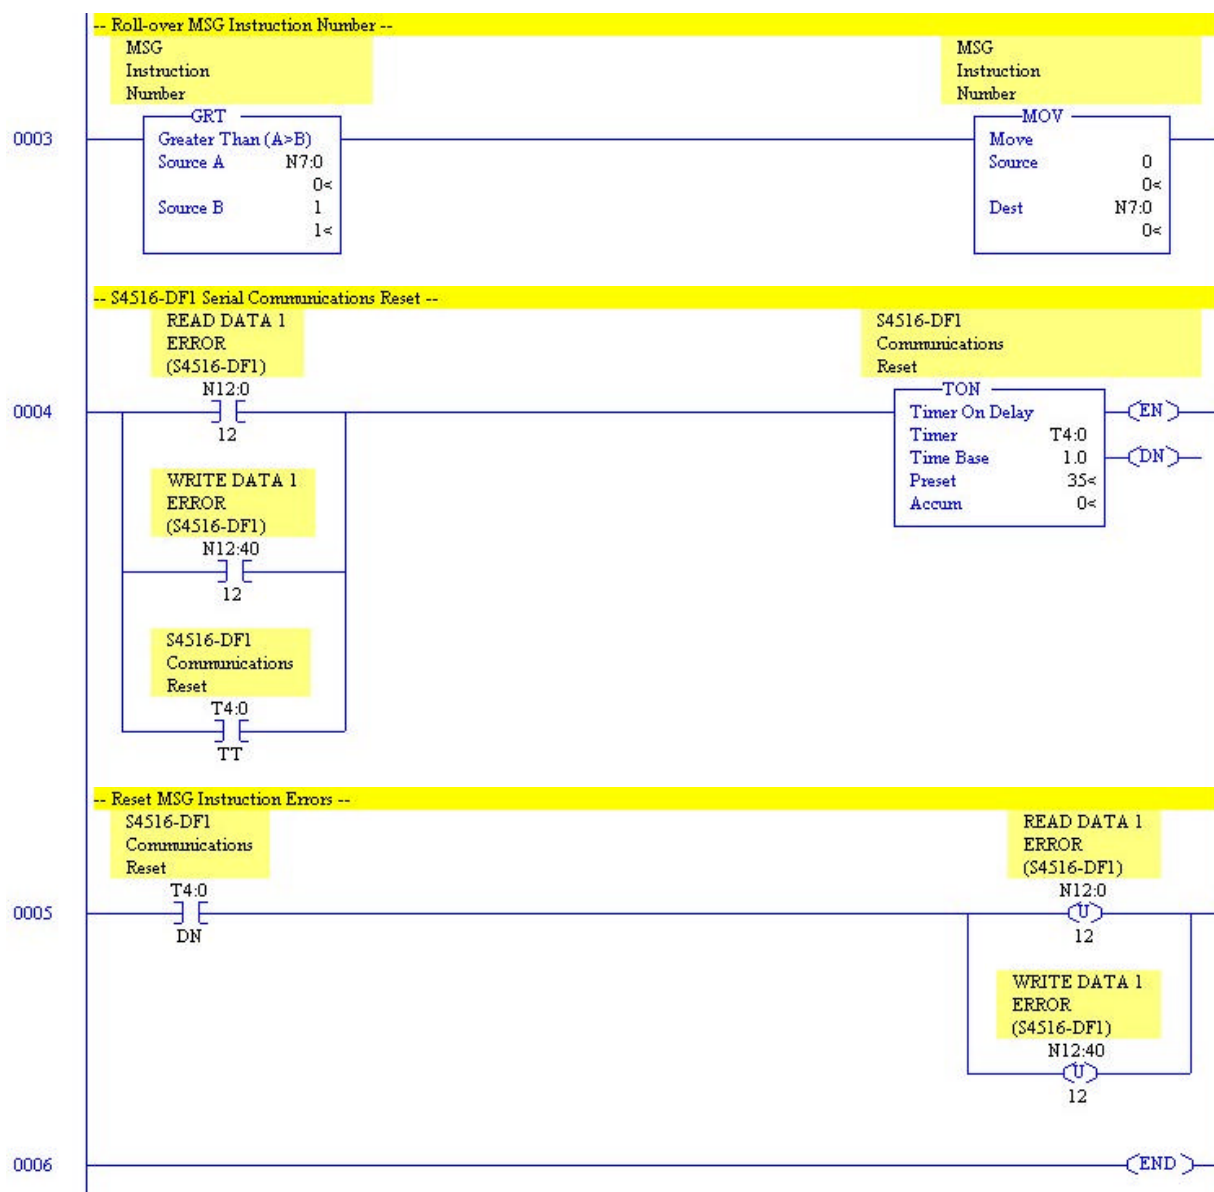 -- Roll-over MSG Instruction Number --
MSG
Instruction
Number
MSG
Instruction
Number
0003
GRT
Greater Than (A>B)
Source A N7:0
0<
Source B 1
1<
MOV
Move
Source 0
0<
Dest N7:0
0<
-- S4516-DF1 Serial Communications Reset --
READ DATA 1
ERROR
(S4516-DF1)
N12:0
12
S4516-DF1
Communications
Reset
0004
TON
Timer On Delay
Timer T4:0
Time Base 1.0
Preset 35<
Accum 0<
EN
DN
WRITE DATA 1
ERROR
(S4516-DF1)
N12:40
12
S4516-DF1
Communications
Reset
T4:0
TT
-- Reset MSG Instruction Errors --
S4516-DF1
Communications
Reset
T4:0
DN
0005
READ DATA 1
ERROR
(S4516-DF1)
N12:0
U
12
WRITE DATA 1
ERROR
(S4516-DF1)
N12:40
U
12
0006
END